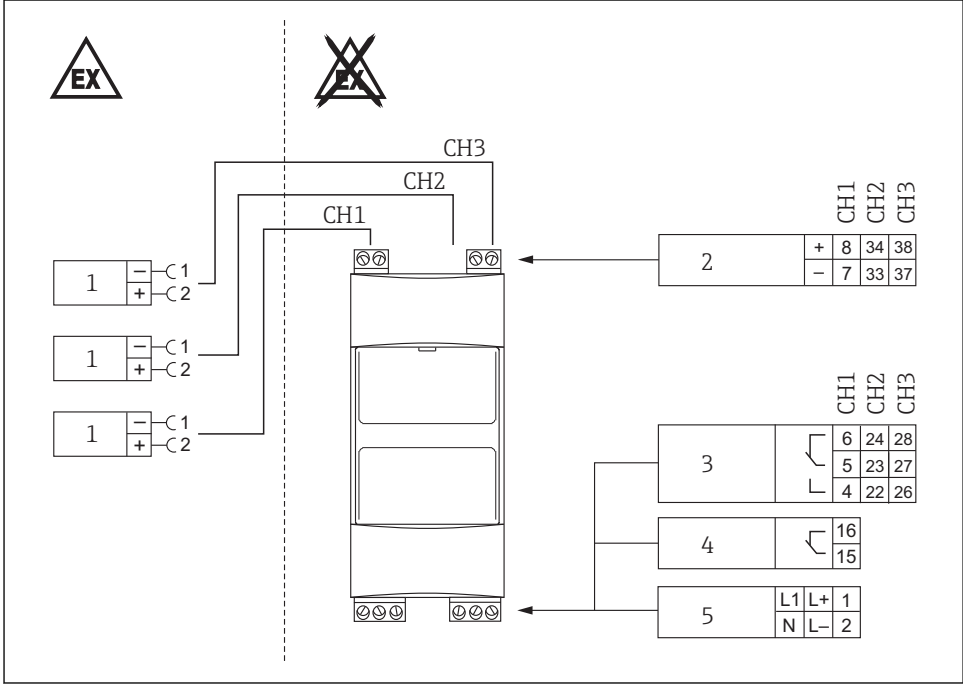 EX
EX
CH3
CH2
CH1
1 − 1
+ 2
1 − 1
+ 2
1 − 1
+ 2
CH1 CH2 CH3
2 + 8 34 38
− 7 33 37
CH1 CH2 CH3
3 6 24 28
5 23 27
4 22 26
4 16
15
5 L1 L+ 1
N L− 2